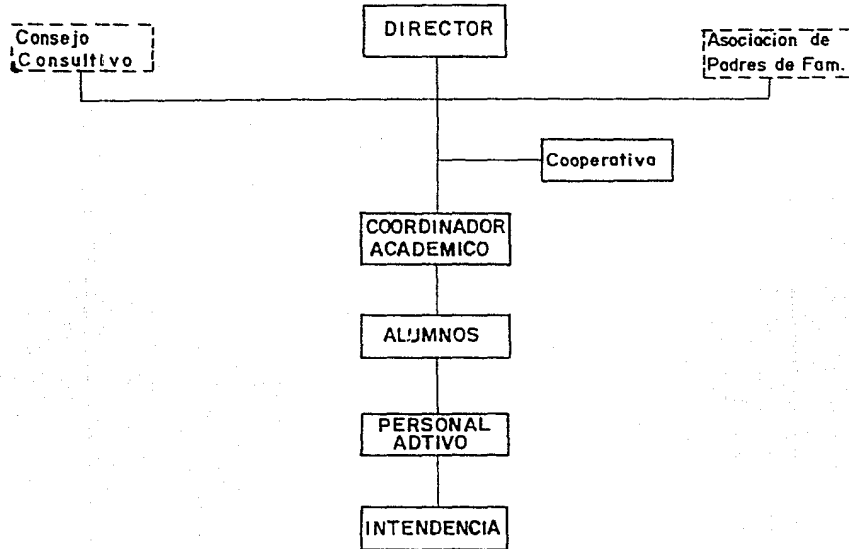 Consejo
Consultivo
DIRECTOR
Asociacion de
Padres de Fam.
Cooperativa
COORDINADOR
ACADEMICO
ALUMNOS
PERSONAL
ADTIVO
INTENDENCIA